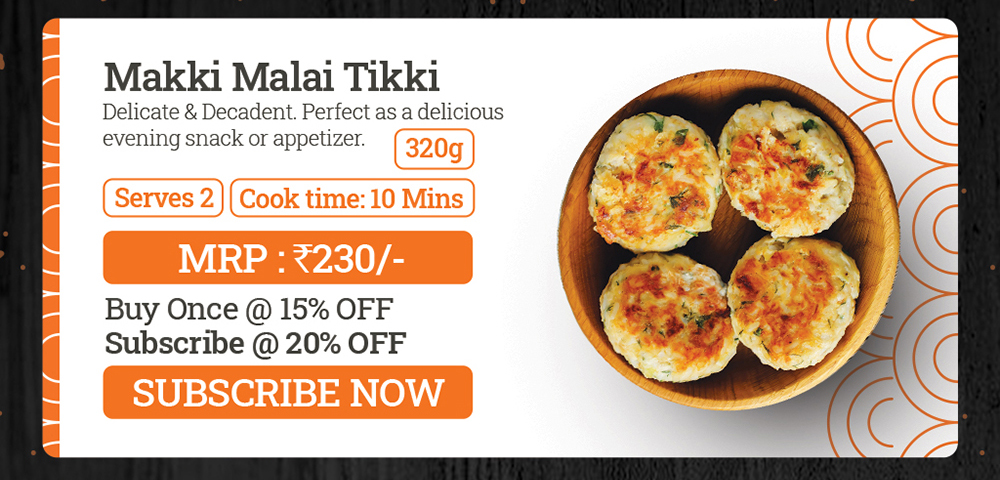 Makki Malai Tikki
Delicate & Decadent. Perfect as a delicious
evening snack or appetizer.
320g
Serves 2
Cook time: 10 Mins
MRP : ₹230/-
Buy Once @ 15% OFF
Subscribe @ 20% OFF
SUBSCRIBE NOW